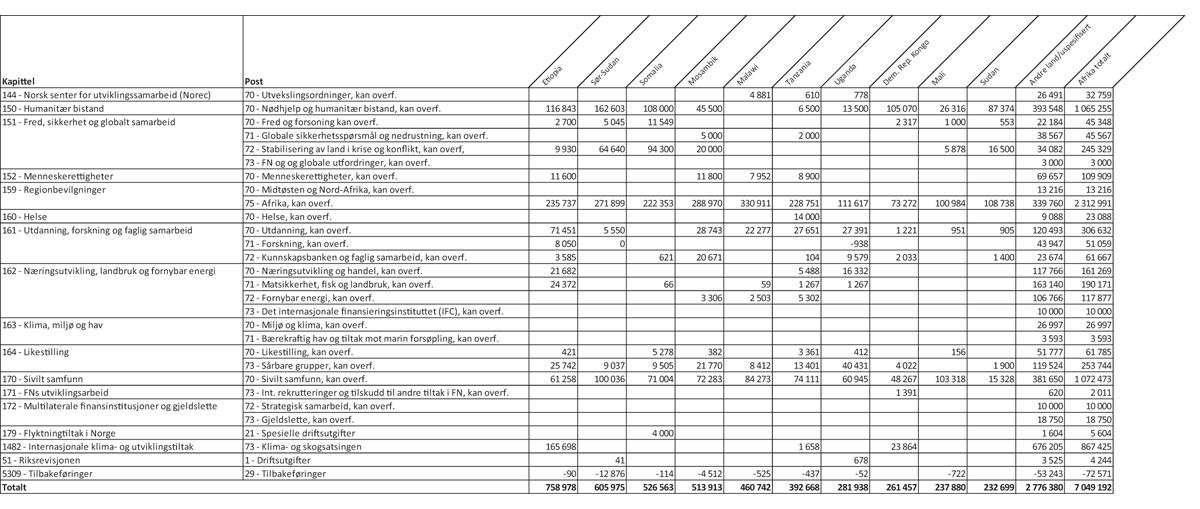 Kapittel Post Etiopia Sør-Sudan Somalia Mosambik Malawi Tanzania Uganda Dem. Rep. Kongo Mali Sudan Andre land/uspesifisert Afrika totalt
144 - Norsk senter for utviklingssamarbeid (Norec) 70 - Utvekslingsordninger, kan overf. 4 881 610 778 26 491 32 759
150 - Humanitær bistand 70 - Nødhjelp og humanitær bistand, kan overf. 116 843 162 603 108 000 45 500 6 500 13 500 105 070 26 316 87 374 393 548 1 065 255
151 - Fred, sikkerhet og globalt samarbeid 70 - Fred og forsoning kan overf. 2 700 5 045 11 549 2 317 1 000 553 22 184 45 348
71 - Globale sikkerhetsspørsmål og nedrustning, kan overf. 5 000 2 000 38 567 45 567
72 - Stabilisering av land i krise og konflikt, kan overf, 9 930 64 640 94 300 20 000 5 878 16 500 34 082 245 329
73 - FN og og globale utfordringer, kan overf. 3 000 3 000
152 - Menneskerettigheter 70 - Menneskerettigheter, kan overf. 11 600 11 800 7 952 8 900 69 657 109 909
159 - Regionbevilgninger 70 - Midtøsten og Nord-Afrika, kan overf. 13 216 13 216
75 - Afrika, kan overf. 235 737 271 899 222 353 288 970 330 911 228 751 111 617 73 272 100 984 108 738 339 760 2 312 991
160 - Helse 70 - Helse, kan overf. 14 000 9 088 23 088
161 - Utdanning, forskning og faglig samarbeid 70 - Utdanning, kan overf. 71 451 5 550 28 743 22 277 27 651 27 391 1 221 951 905 120 493 306 632
71 - Forskning, kan overf. 8 050 0 -938 43 947 51 059
72 - Kunnskapsbanken og faglig samarbeid, kan overf. 3 585 621 20 671 104 9 579 2 033 1 400 23 674 61 667
162 - Næringsutvikling, landbruk og fornybar energi 70 - Næringsutvikling og handel, kan overf. 21 682 5 488 16 332 117 766 161 269
71 - Matsikkerhet, fisk og landbruk, kan overf. 24 372 66 59 1 267 1 267 163 140 190 171
72 - Fornybar energi, kan overf. 3 306 2 503 5 302 106 766 117 877
73 - Det internasjonale finansieringsinstituttet (IFC), kan overf. 10 000 10 000
163 - Klima, miljø og hav 70 - Miljø og klima, kan overf. 26 997 26 997
71 - Bærekraftig hav og tiltak mot marin forsøpling, kan overf. 3 593 3 593
164 - Likestilling 70 - Likestilling, kan overf. 421 5 278 382 3 361 412 156 51 777 61 785
73 - Sårbare grupper, kan overf. 25 742 9 037 9 505 21 770 8 412 13 401 40 431 4 022 1 900 119 524 253 744
170 - Sivilt samfunn 70 - Sivilt samfunn, kan overf. 61 258 100 036 71 004 72 283 84 273 74 111 60 945 48 267 103 318 15 328 381 650 1 072 473
171 - FNs utviklingsarbeid 73 - Int. rekrutteringer og tilskudd til andre tiltak i FN, kan overf. 1 391 620 2 011
172 - Multilaterale finansinstitusjoner og gjeldslette 72 - Strategisk samarbeid, kan overf. 10 000 10 000
73 - Gjeldslette, kan overf. 18 750 18 750
179 - Flyktningtiltak i Norge 21 - Spesielle driftsutgifter 4 000 1 604 5 604
1482 - Internasjonale klima- og utviklingstiltak 73 - Klima- og skogsatsingen 165 698 1 658 23 864 676 205 867 425
51 - Riksrevisjonen 1 - Driftsutgifter 41 678 3 525 4 244
5309 - Tilbakeføringer 29 - Tilbakeføringer -90 -12 876 -114 -4 512 -525 -437 -52 -722 -53 243 -72 571
Totalt 758 978 605 975 526 563 513 913 460 742 392 668 281 938 261 457 237 880 232 699 2 776 380 7 049 192